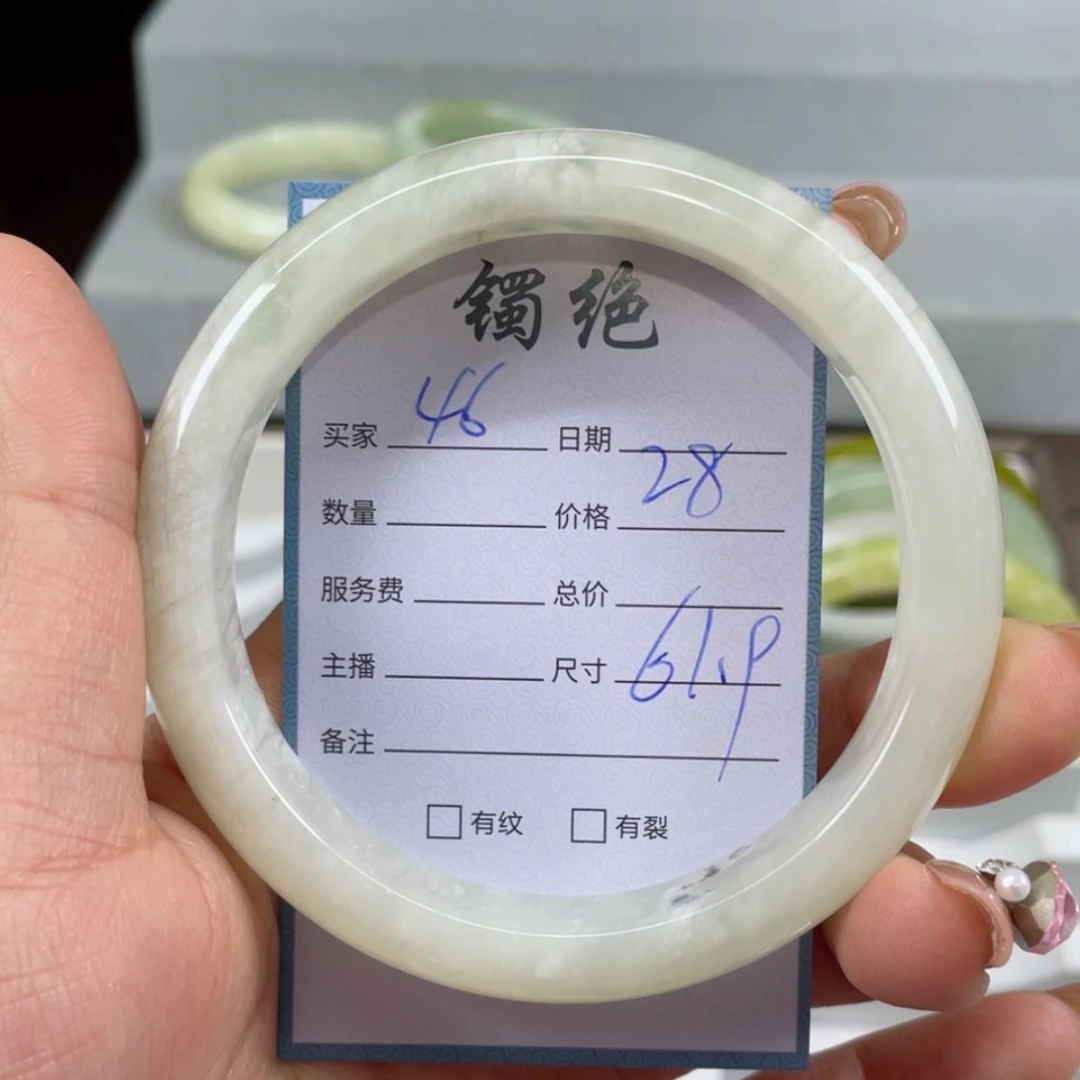 镯绝
买家 46 日期
数量 价格 28
服务费 总价
主播 尺寸 61.9
备注
有纹 有裂